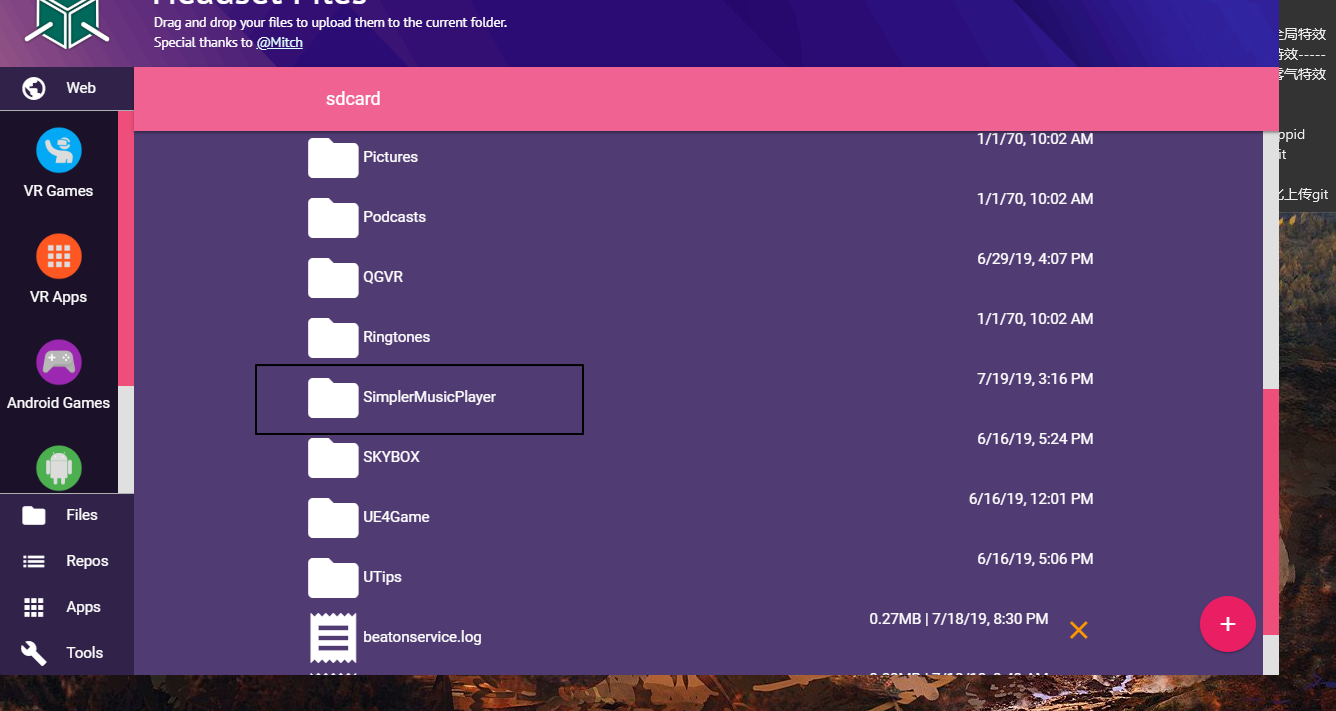 Headset Files
Drag and drop your files to upload them to the current folder.
Special thanks to @Mitch
Web
VR Games
VR Apps
Android Games
Files
Repos
Apps
Tools
sdcard
Pictures
1/1/70, 10:02 AM
Podcasts
1/1/70, 10:02 AM
QGVR
6/29/19, 4:07 PM
Ringtones
1/1/70, 10:02 AM
SimplerMusicPlayer
7/19/19, 3:16 PM
SKYBOX
6/16/19, 5:24 PM
UE4Game
6/16/19, 12:01 PM
UTips
6/16/19, 5:06 PM
beatonservice.log
0.27MB | 7/18/19, 8:30 PM
全局特效
特效-----
雾气特效
ppid
it
上传git